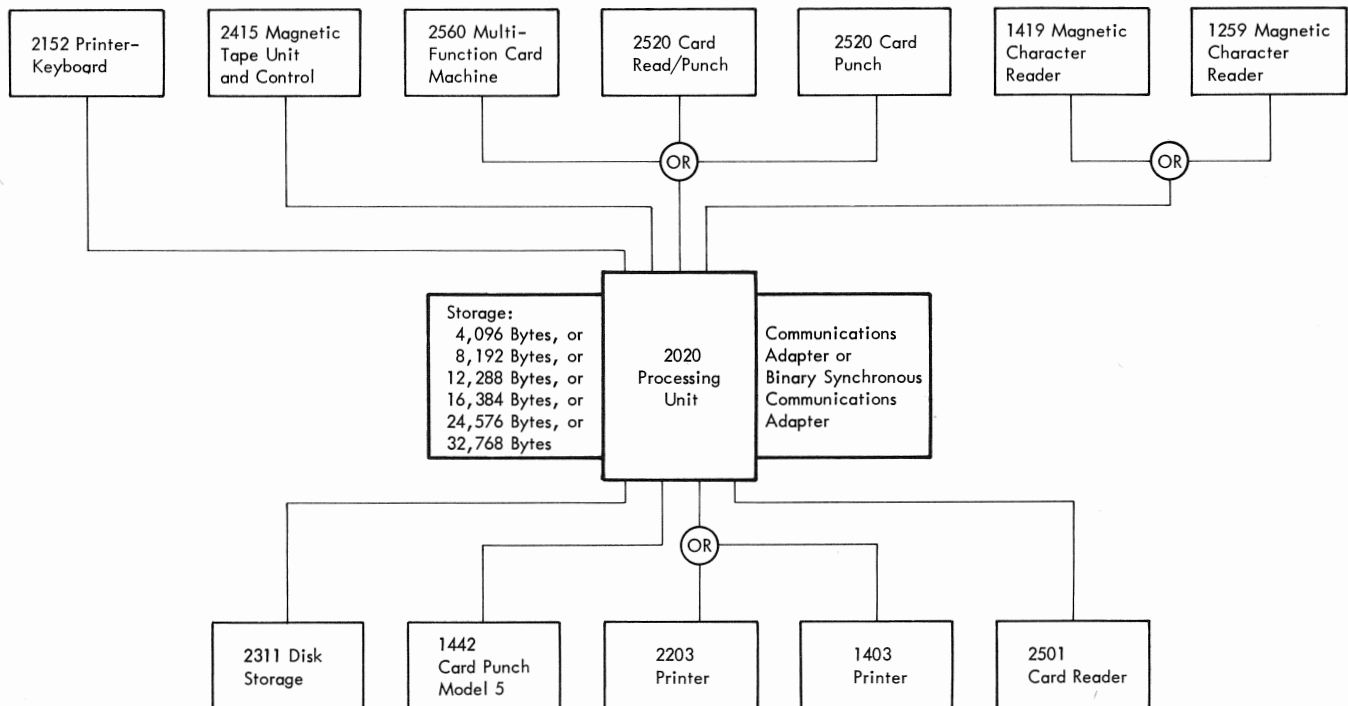 2152 Printer-
Keyboard
2415 Magnetic
Tape Unit
and Control
2560 Multi-
Function Card
Machine
2520 Card
Read/Punch
2520 Card
Punch
1419 Magnetic
Character
Reader
1259 Magnetic
Character
Reader
OR
OR
Storage:
4,096 Bytes, or
8,192 Bytes, or
12,288 Bytes, or
16,384 Bytes, or
24,576 Bytes, or
32,768 Bytes
2020
Processing
Unit
Communications
Adapter or
Binary Synchronous
Communications
Adapter
OR
2311 Disk
Storage
1442
Card Punch
Model 5
2203
Printer
1403
Printer
2501
Card Reader